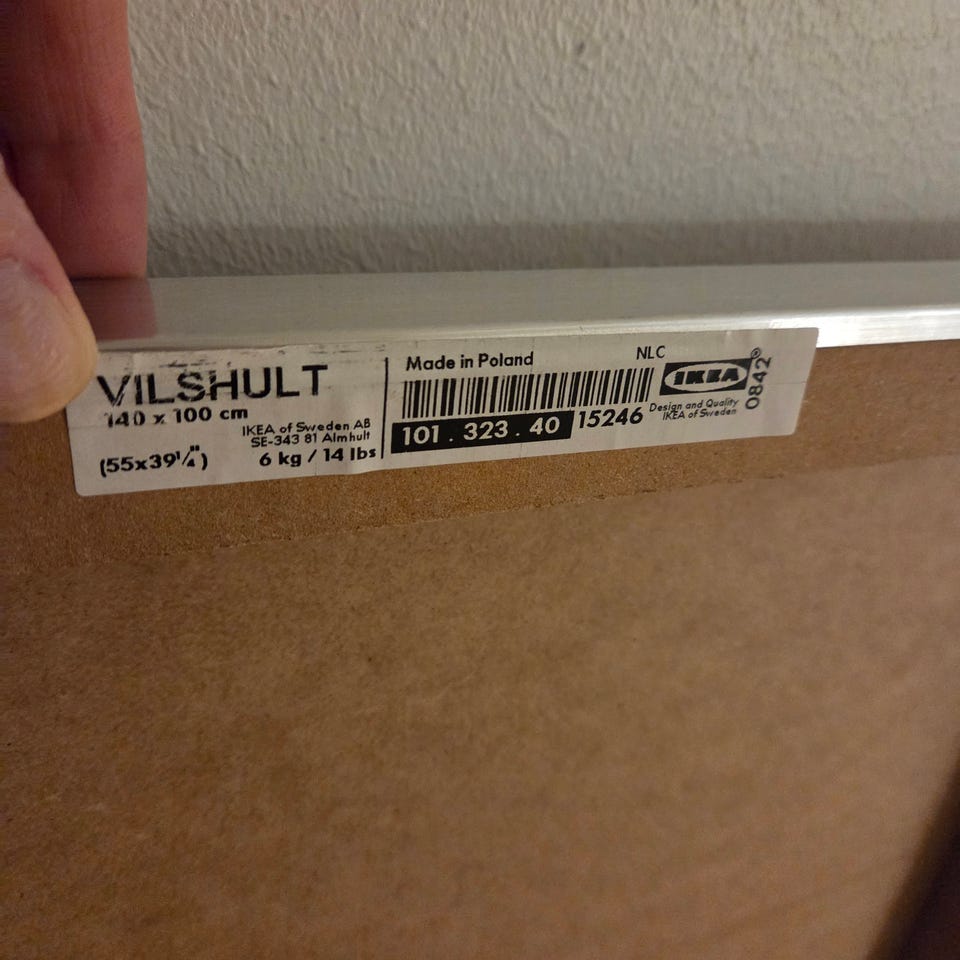 VILSHULT
140 x 100 cm
IKEA of Sweden AB
SE-343 81 Älmhult
(55x39¼")
6 kg / 14 lbs
Made in Poland
NLC
101.323.40
15246
IKEA®
Design and Quality
IKEA of Sweden
0842